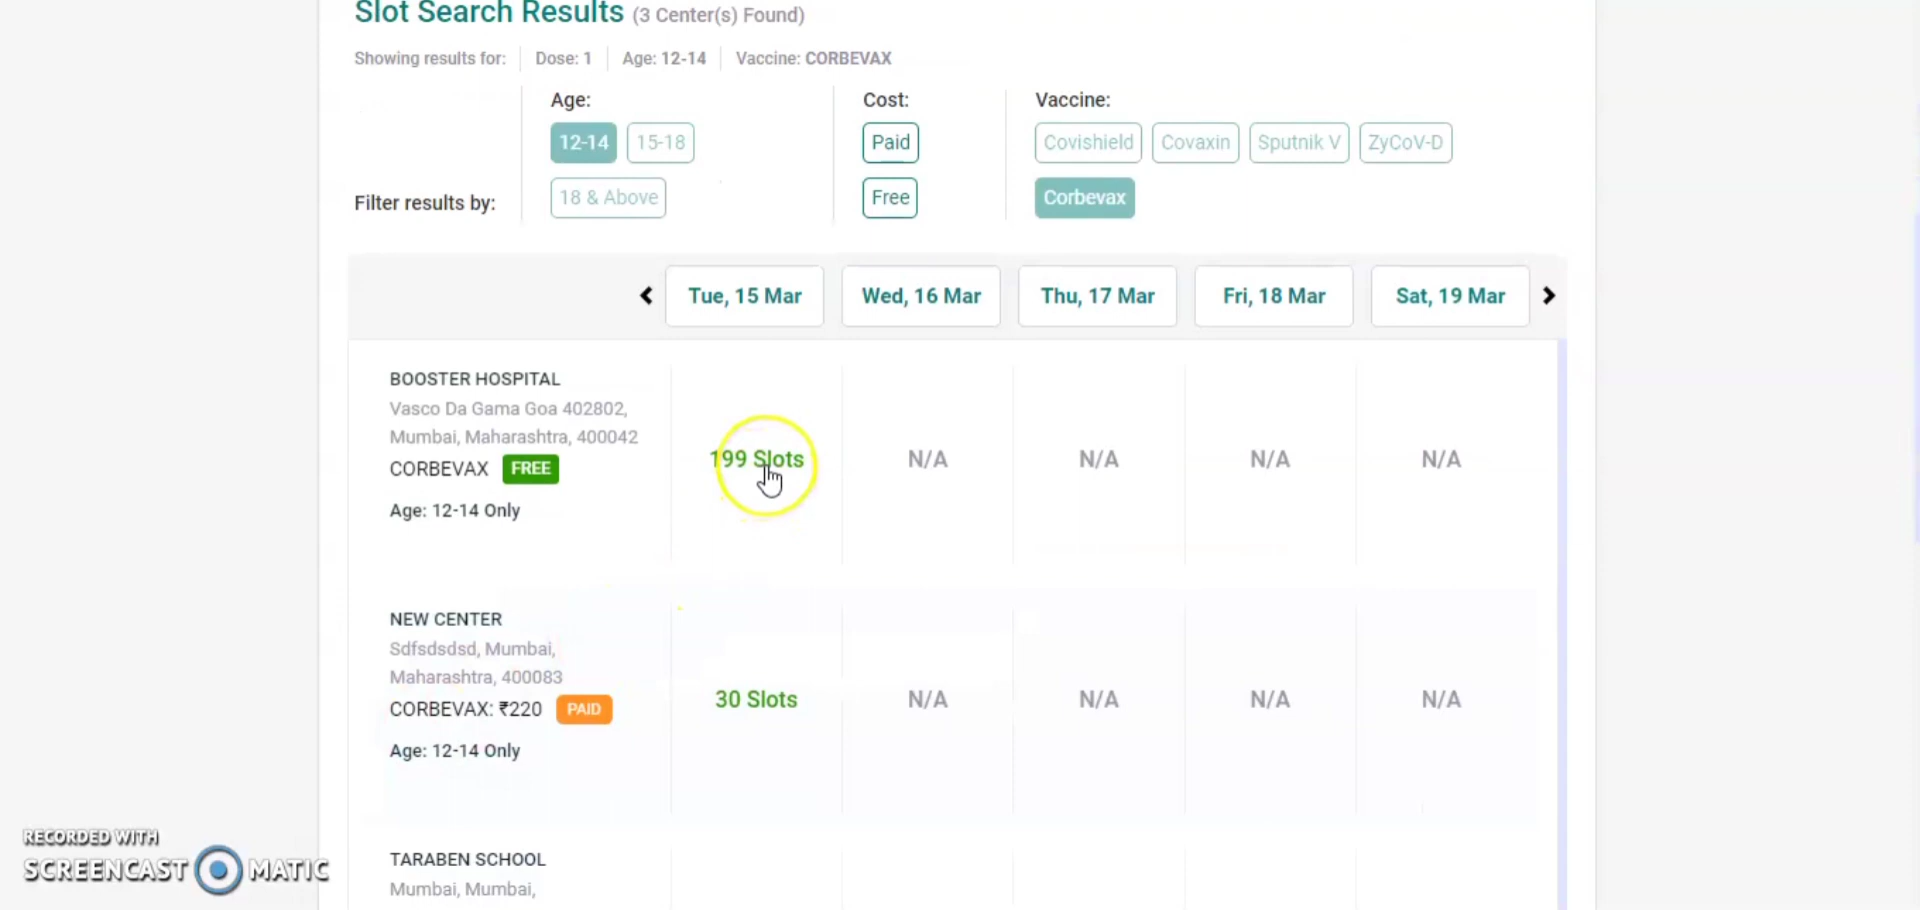 Slot Search Results (3 Center(s) Found)
Showing results for: Dose: 1 Age: 12-14 Vaccine: CORBEVAX
Age: Cost: Vaccine:
12-14 15-18 Paid Covishield Covaxin Sputnik V ZyCoV-D
Filter results by: 18 & Above Free Corbevax
Tue, 15 Mar Wed, 16 Mar Thu, 17 Mar Fri, 18 Mar Sat, 19 Mar
BOOSTER HOSPITAL
Vasco Da Gama Goa 402802,
Mumbai, Maharashtra, 400042
CORBEVAX FREE
Age: 12-14 Only
199 Slots N/A N/A N/A N/A
NEW CENTER
Sdfsdsdsd, Mumbai,
Maharashtra, 400083
CORBEVAX: ₹220 PAID
Age: 12-14 Only
30 Slots N/A N/A N/A N/A
TARABEN SCHOOL
Mumbai, Mumbai,
RECORDED WITH
SCREENCAST MATIC